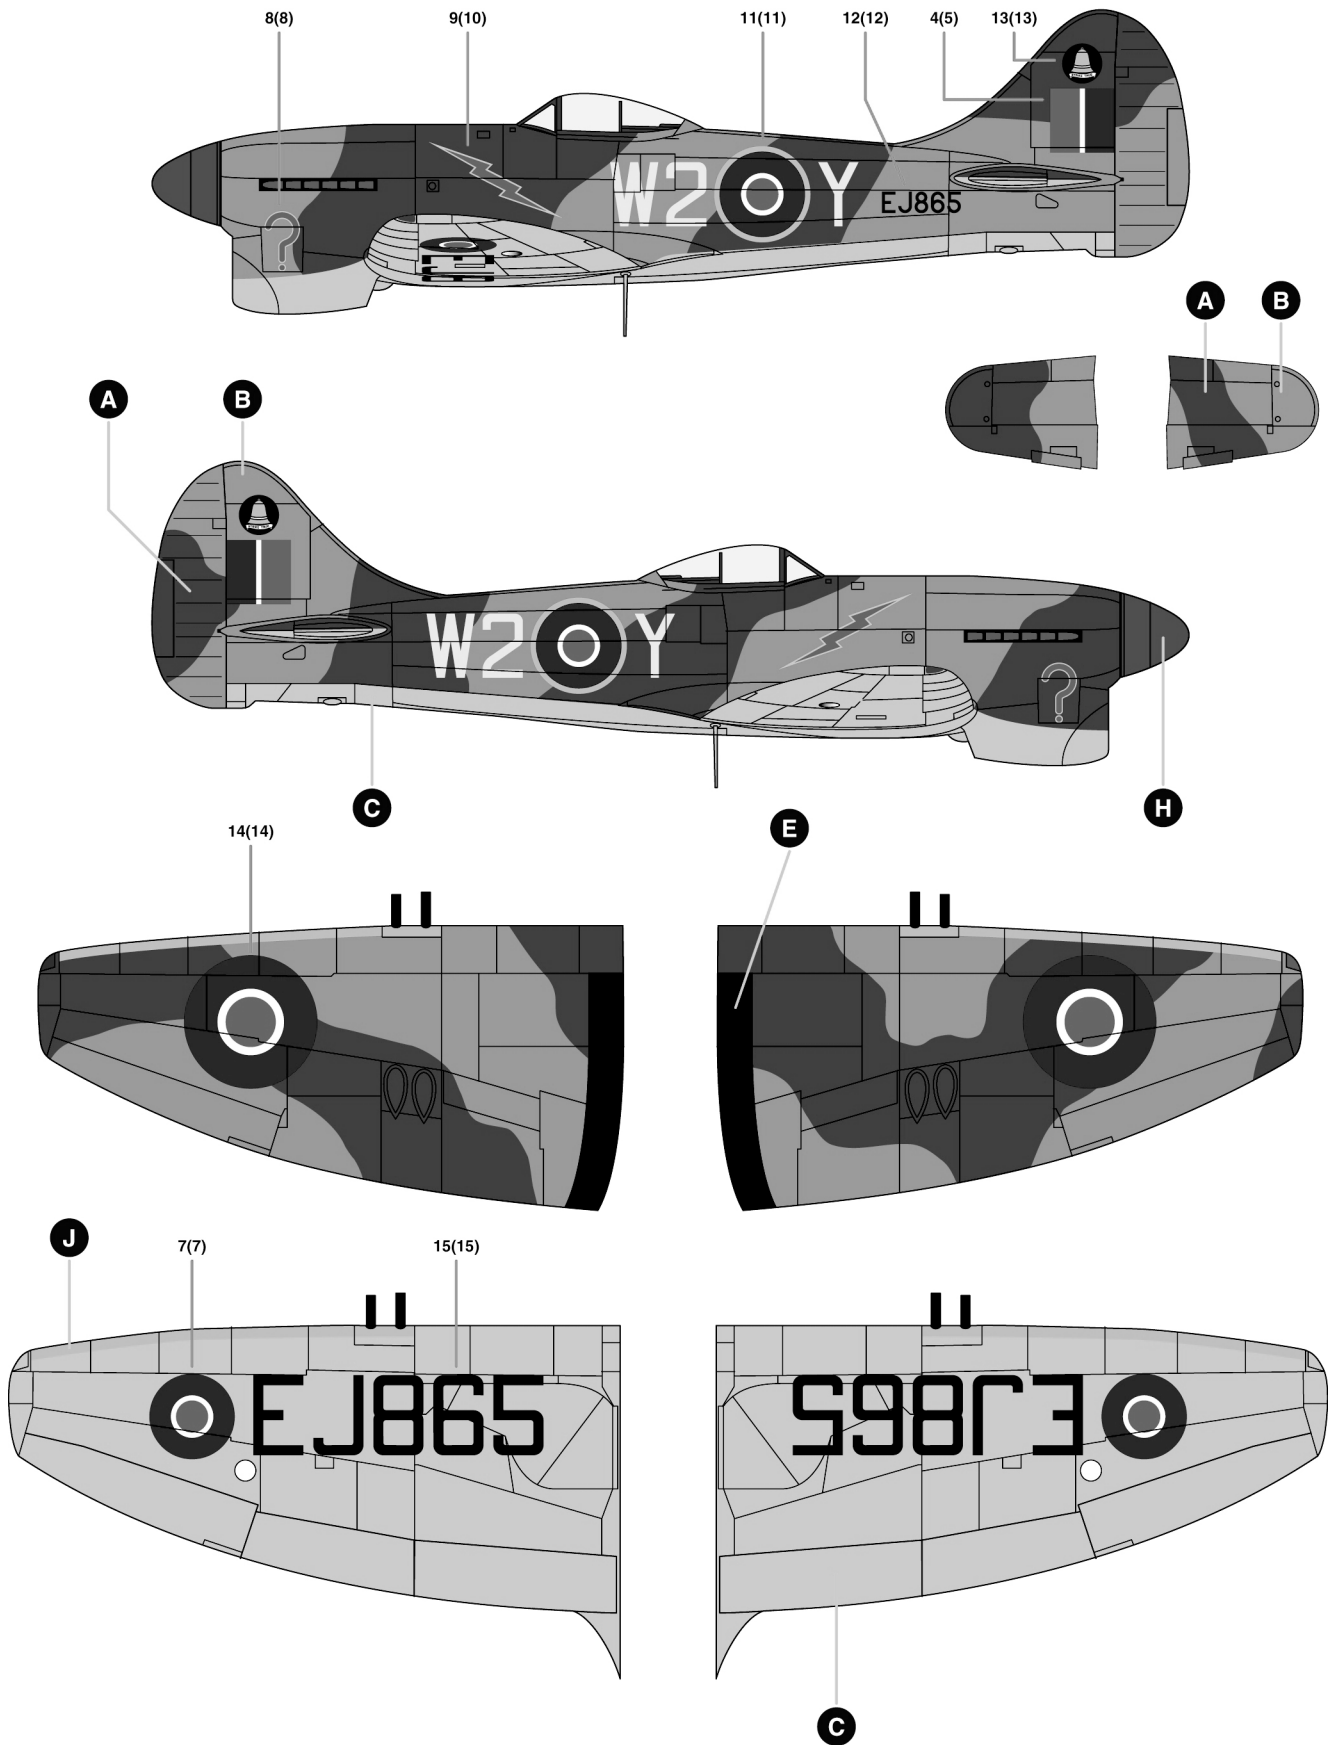 8(8) 9(10) 11(11) 12(12) 4(5) 13(13)
W2 Y EJ865
?
A B
A B
W2 Y
?
C H
14(14) E
J 7(7) 15(15)
EJ865 EJ865
C